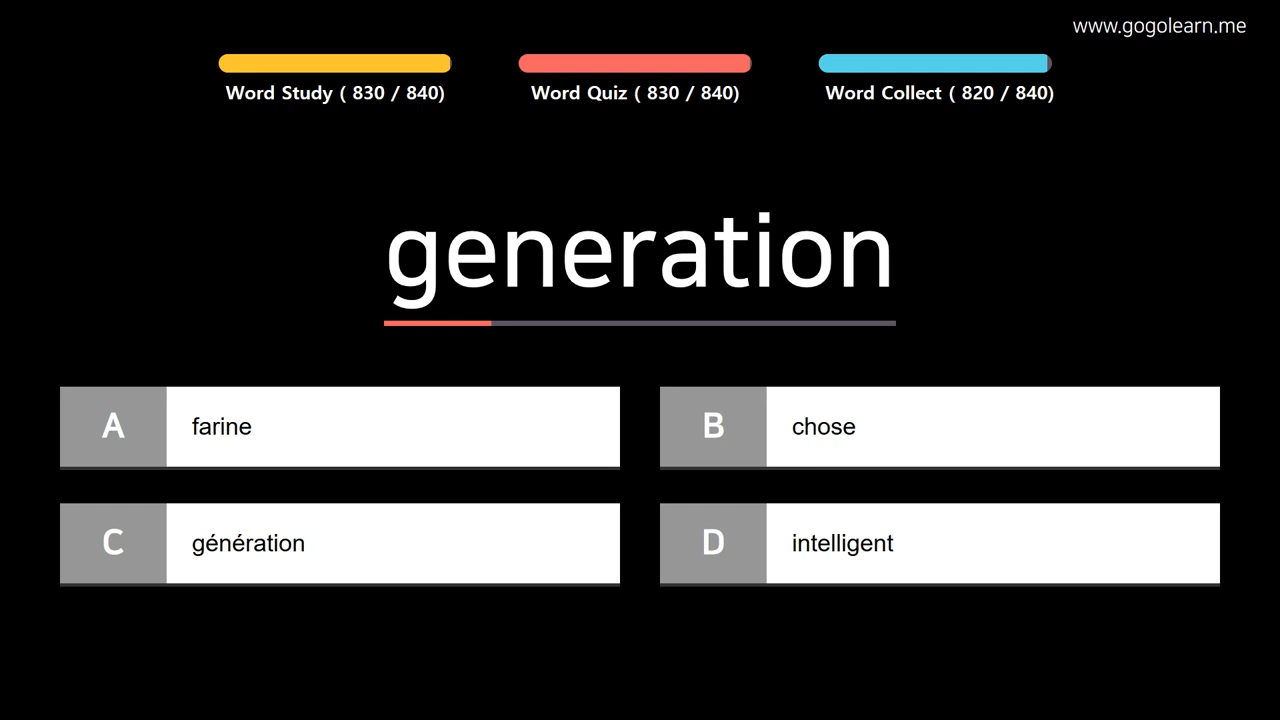 www.gogolearn.me
Word Study ( 830 / 840)
Word Quiz ( 830 / 840)
Word Collect ( 820 / 840)
generation
A
farine
B
chose
C
génération
D
intelligent